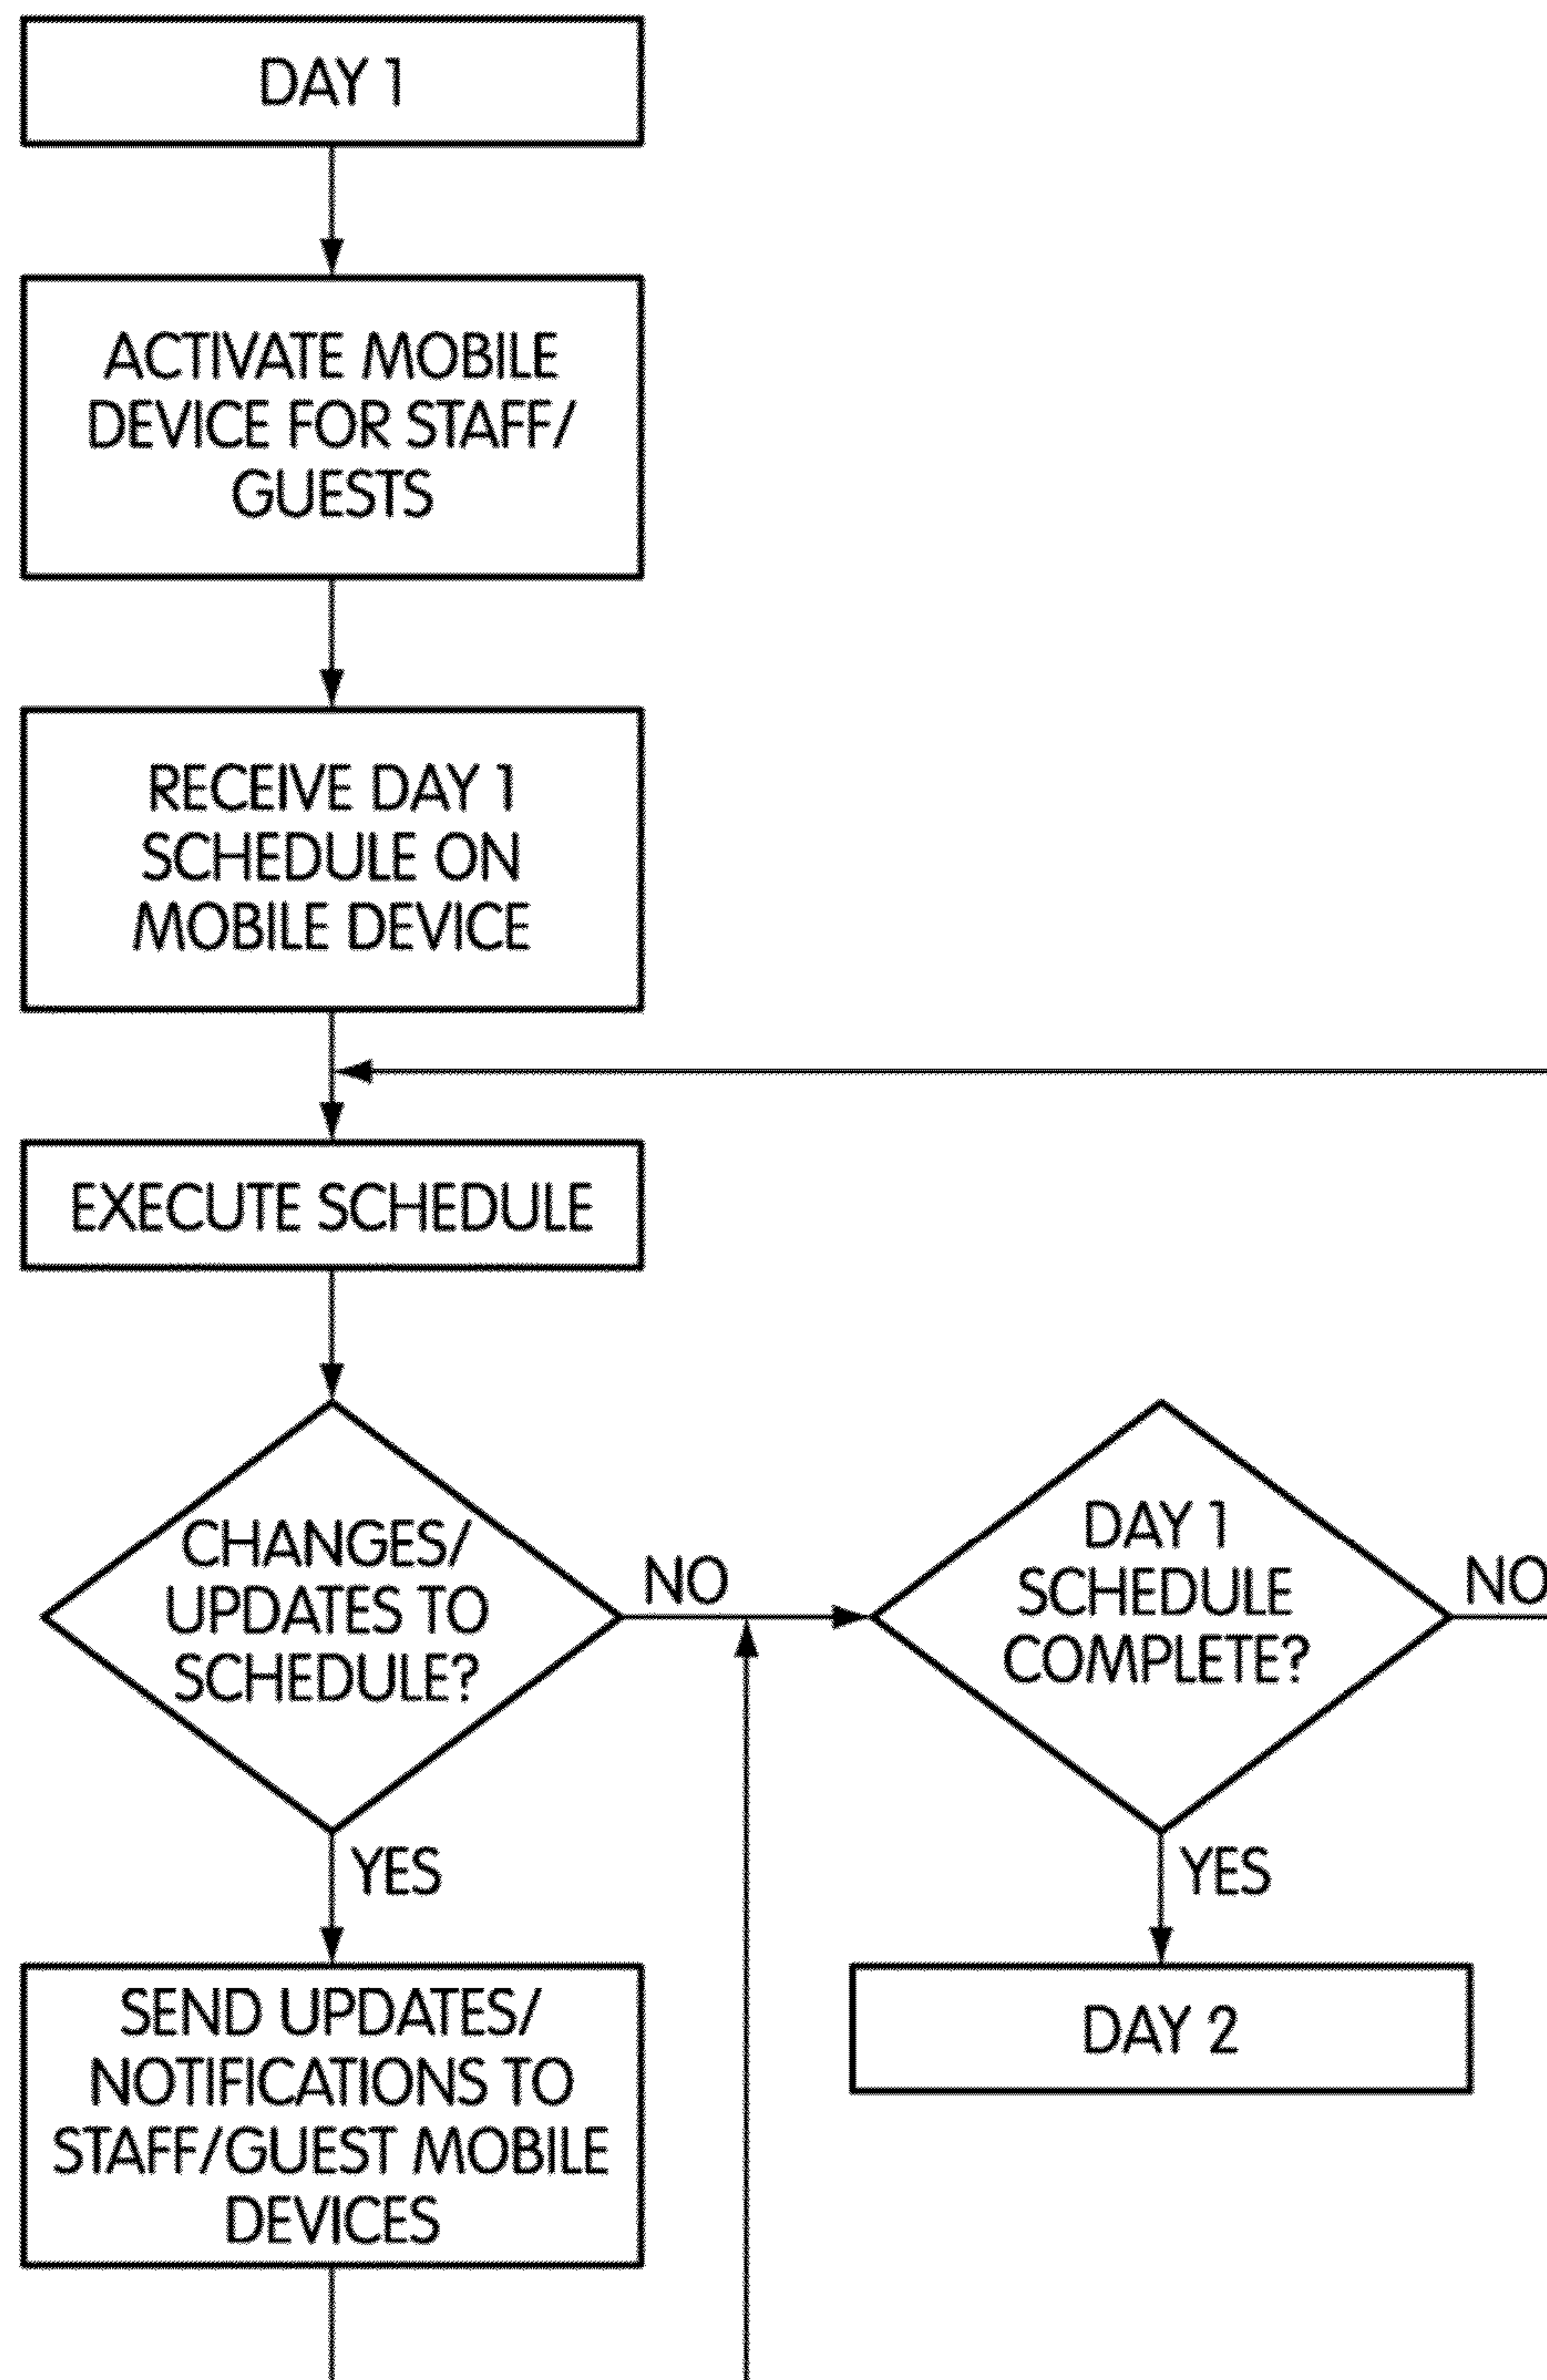 DAY 1
ACTIVATE MOBILE
DEVICE FOR STAFF/
GUESTS
RECEIVE DAY 1
SCHEDULE ON
MOBILE DEVICE
EXECUTE SCHEDULE
CHANGES/
UPDATES TO
SCHEDULE?
NO
YES
DAY 1
SCHEDULE
COMPLETE?
NO
YES
SEND UPDATES/
NOTIFICATIONS TO
STAFF/GUEST MOBILE
DEVICES
DAY 2